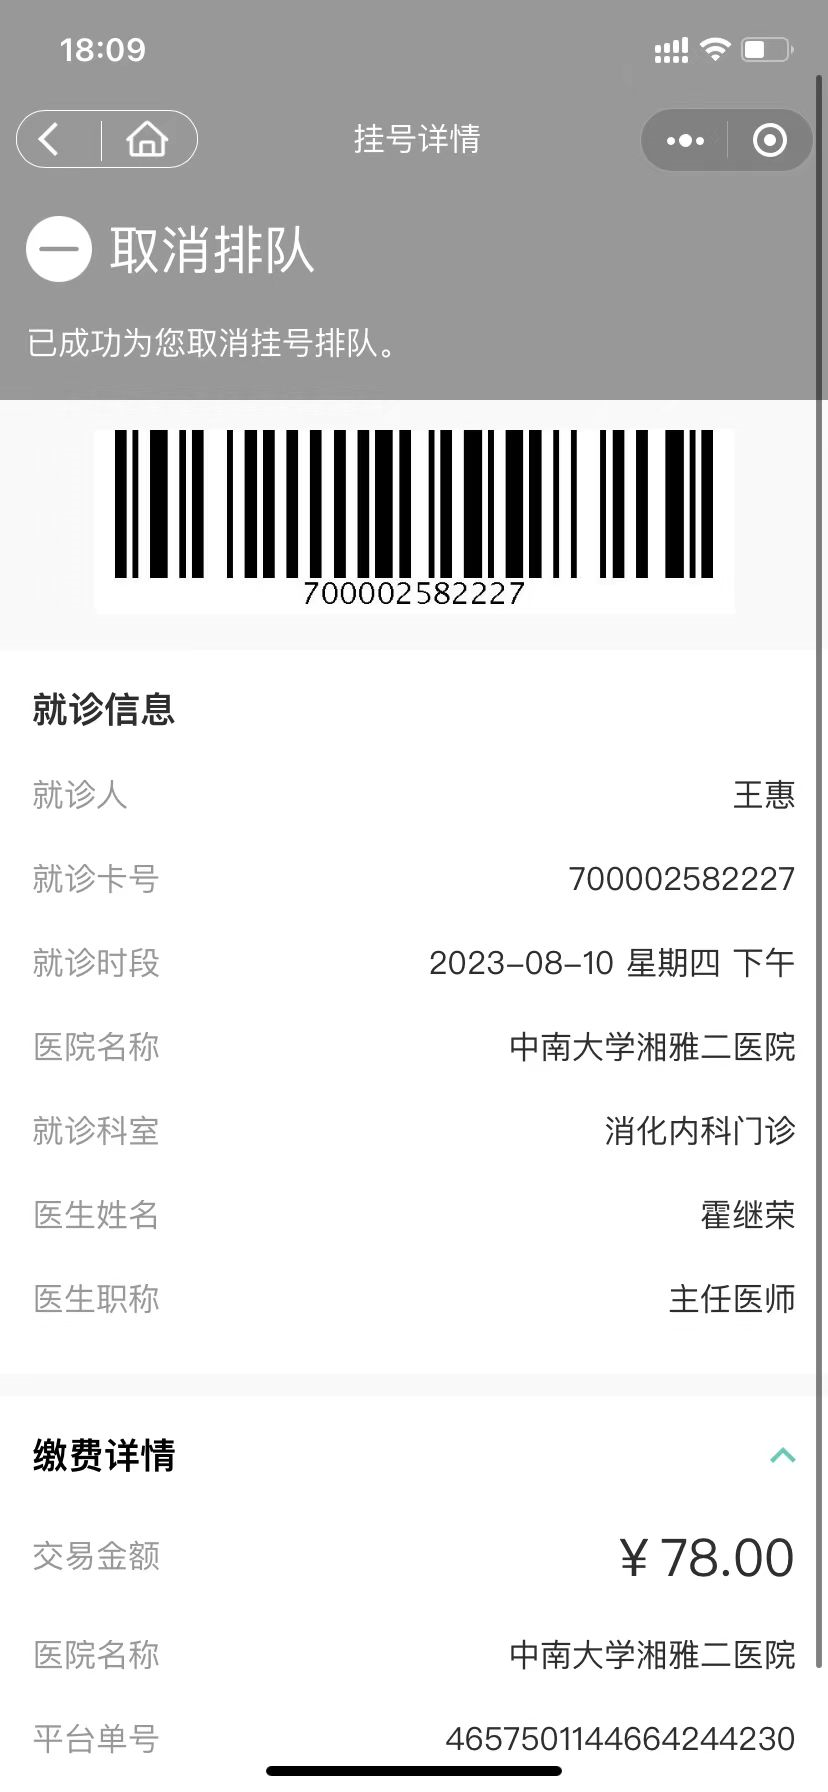 18:09
挂号详情
取消排队
已成功为您取消挂号排队。
700002582227
就诊信息
就诊人 王惠
就诊卡号 700002582227
就诊时段 2023-08-10 星期四 下午
医院名称 中南大学湘雅二医院
就诊科室 消化内科门诊
医生姓名 霍继荣
医生职称 主任医师
缴费详情
交易金额 ¥ 78.00
医院名称 中南大学湘雅二医院
平台单号 4657501144664244230